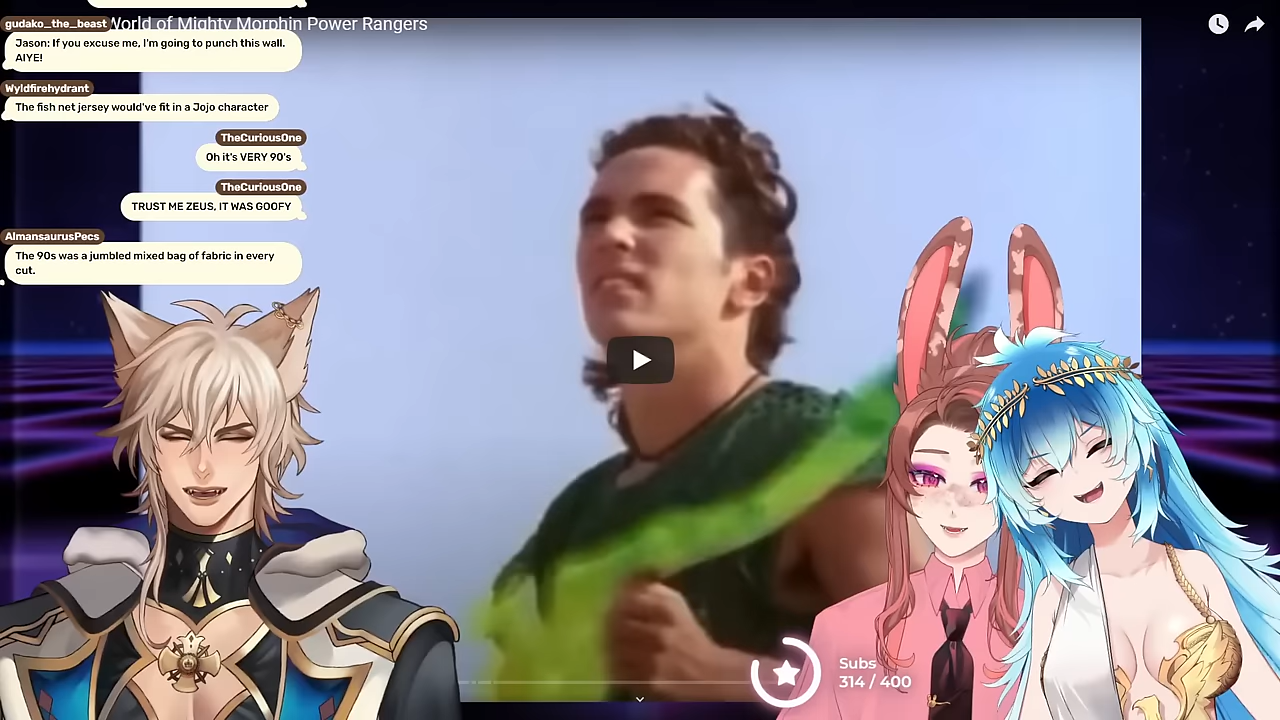 World of Mighty Morphin Power Rangers
gudako_the_beast
Jason: If you excuse me, I'm going to punch this wall.
AIYE!
Wyldfirehydrant
The fish net jersey would've fit in a Jojo character
TheCuriousOne
Oh it's VERY 90's
TheCuriousOne
TRUST ME ZEUS, IT WAS GOOFY
AlmansaurusPecs
The 90s was a jumbled mixed bag of fabric in every
cut.
Subs
314 / 400